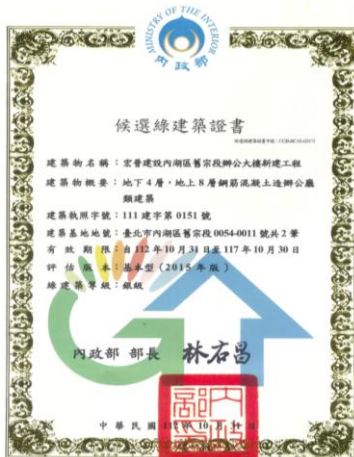 MINISTRY OF THE INTERIOR
內政部
候選綠建築證書
建築物名稱：宏普建設內湖區舊宗段辦公大樓新建工程
建築物概要：地下4層，地上8層鋼筋混凝土造辦公廳
類建築
建築執照字號：111 建字第 0151 號
建築基地地號：臺北市內湖區舊宗段 0054-0011 號共 2 筆
有效期限：自 112 年 10 月 31 日至 117 年 10 月 30 日
評估版本：基本型（2015 年版）
綠建築等級：銀級
內政部 部長 林右昌
中華民國 112 年 10 月 31 日